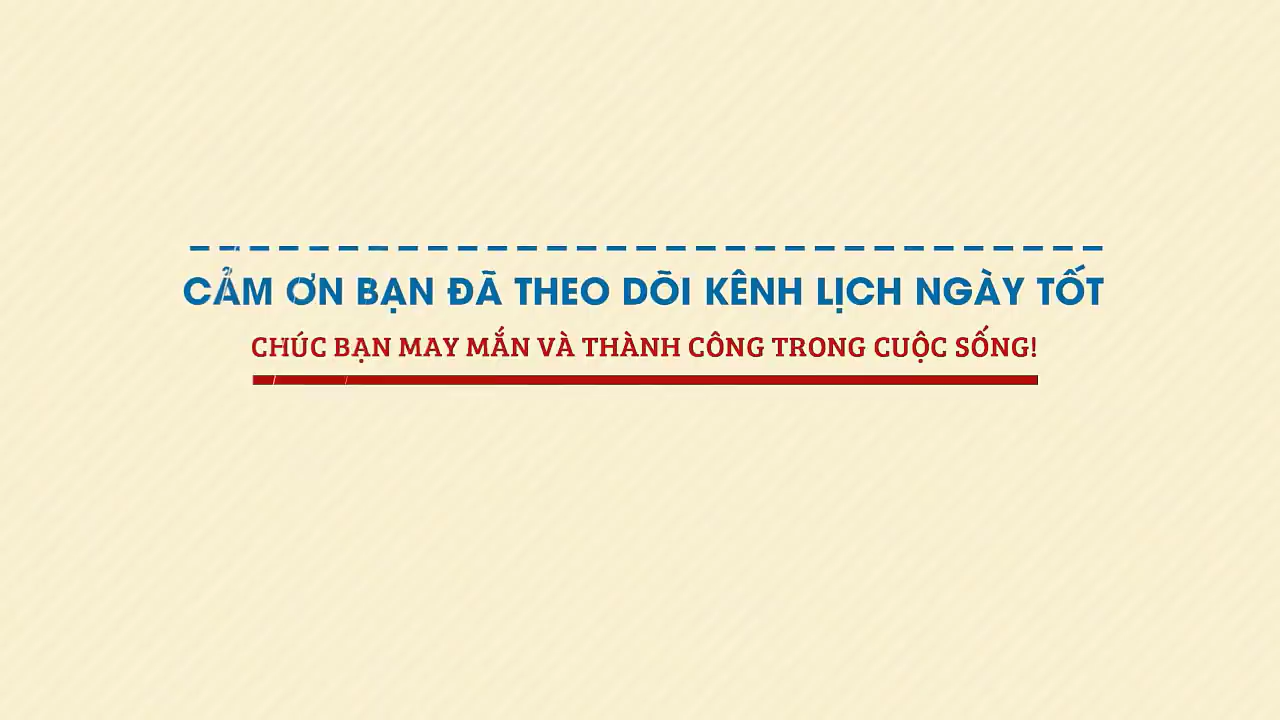 CẢM ƠN BẠN ĐÃ THEO DÕI KÊNH LỊCH NGÀY TỐT
CHÚC BẠN MAY MẮN VÀ THÀNH CÔNG TRONG CUỘC SỐNG!